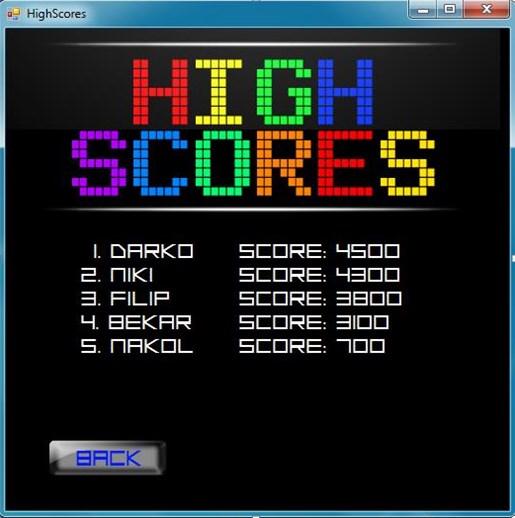 HighScores
HIGH
SCORES
1. DARKO SCORE: 4500
2. NIKI SCORE: 4300
3. FILIP SCORE: 3800
4. BEKAR SCORE: 3100
5. NAKOL SCORE: 700
BACK